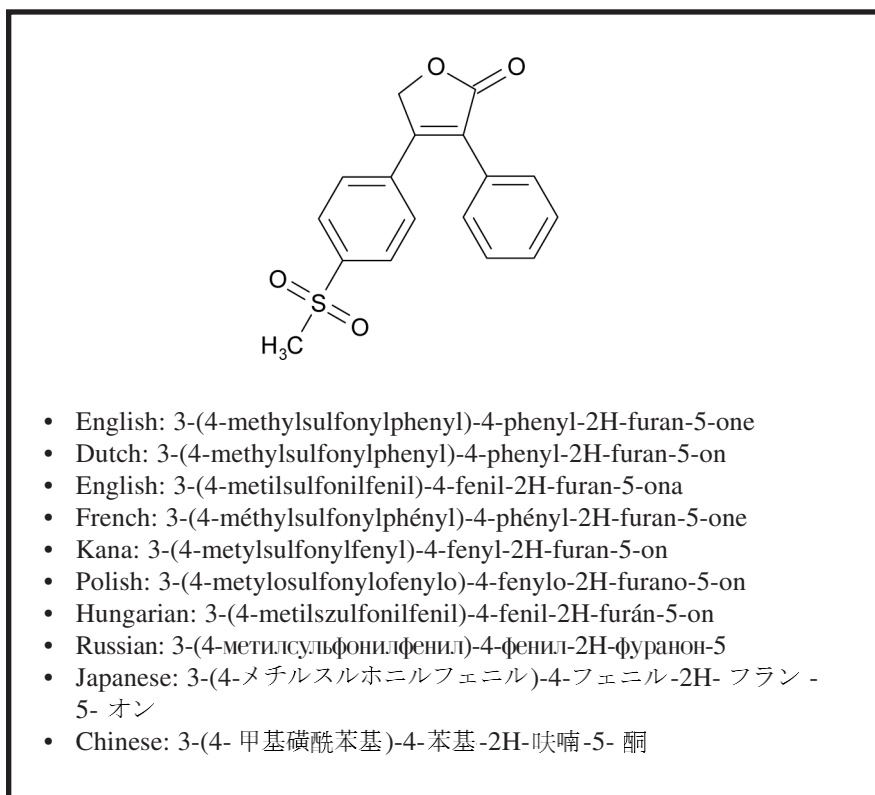 O
O
O
S
O
H3C
• English: 3-(4-methylsulfonylphenyl)-4-phenyl-2H-furan-5-one
• Dutch: 3-(4-methylsulfonylphenyl)-4-phenyl-2H-furan-5-on
• English: 3-(4-metilsulfonilfenil)-4-fenil-2H-furan-5-ona
• French: 3-(4-méthylsulfonylphényl)-4-phényl-2H-furan-5-one
• Kana: 3-(4-metylsulfonylfenyl)-4-fenyl-2H-furan-5-on
• Polish: 3-(4-metylosulfonylofenylo)-4-fenylo-2H-furano-5-on
• Hungarian: 3-(4-metilszulfonilfenil)-4-fenil-2H-furán-5-on
• Russian: 3-(4-метилсульфонилфенил)-4-фенил-2H-фуранон-5
• Japanese: 3-(4-メチルスルホニルフェニル)-4-フェニル-2H- フラン -
5- オン
• Chinese: 3-(4- 甲基磺酰苯基)-4-苯基-2H-呋喃-5- 酮